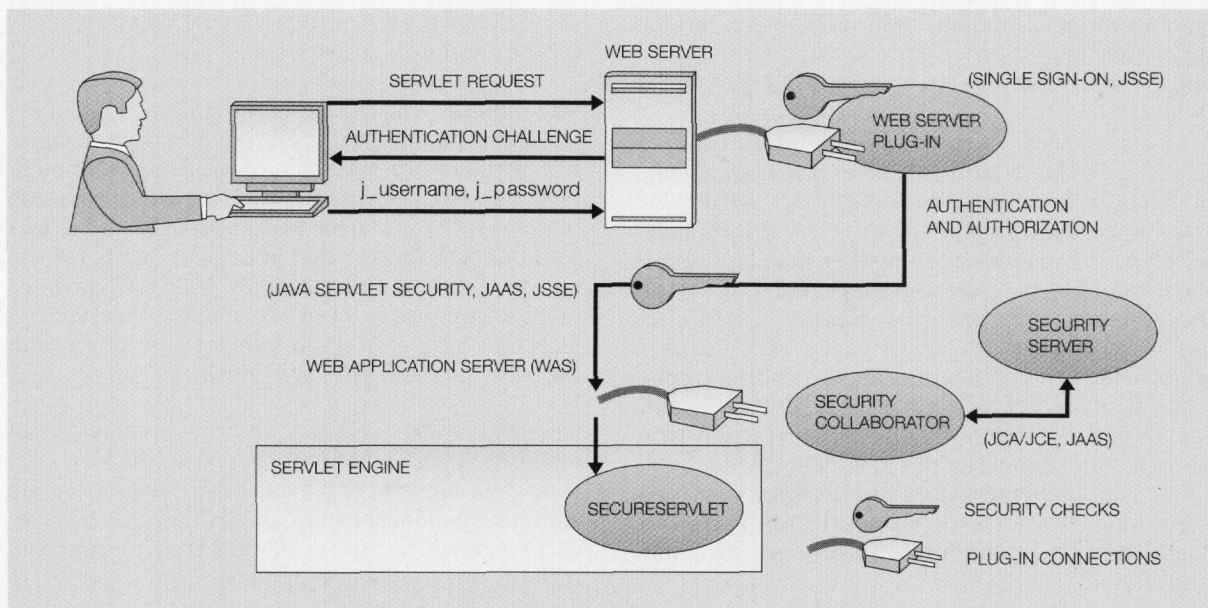 WEB SERVER
SERVLET REQUEST
(SINGLE SIGN-ON, JSSE)
WEB SERVER
PLUG-IN
AUTHENTICATION CHALLENGE
j_username, j_password
AUTHENTICATION
AND AUTHORIZATION
(JAVA SERVLET SECURITY, JAAS, JSSE)
SECURITY
SERVER
WEB APPLICATION SERVER (WAS)
SECURITY
COLLABORATOR
(JCA/JCE, JAAS)
SERVLET ENGINE
SECURESERVLET
SECURITY CHECKS
PLUG-IN CONNECTIONS